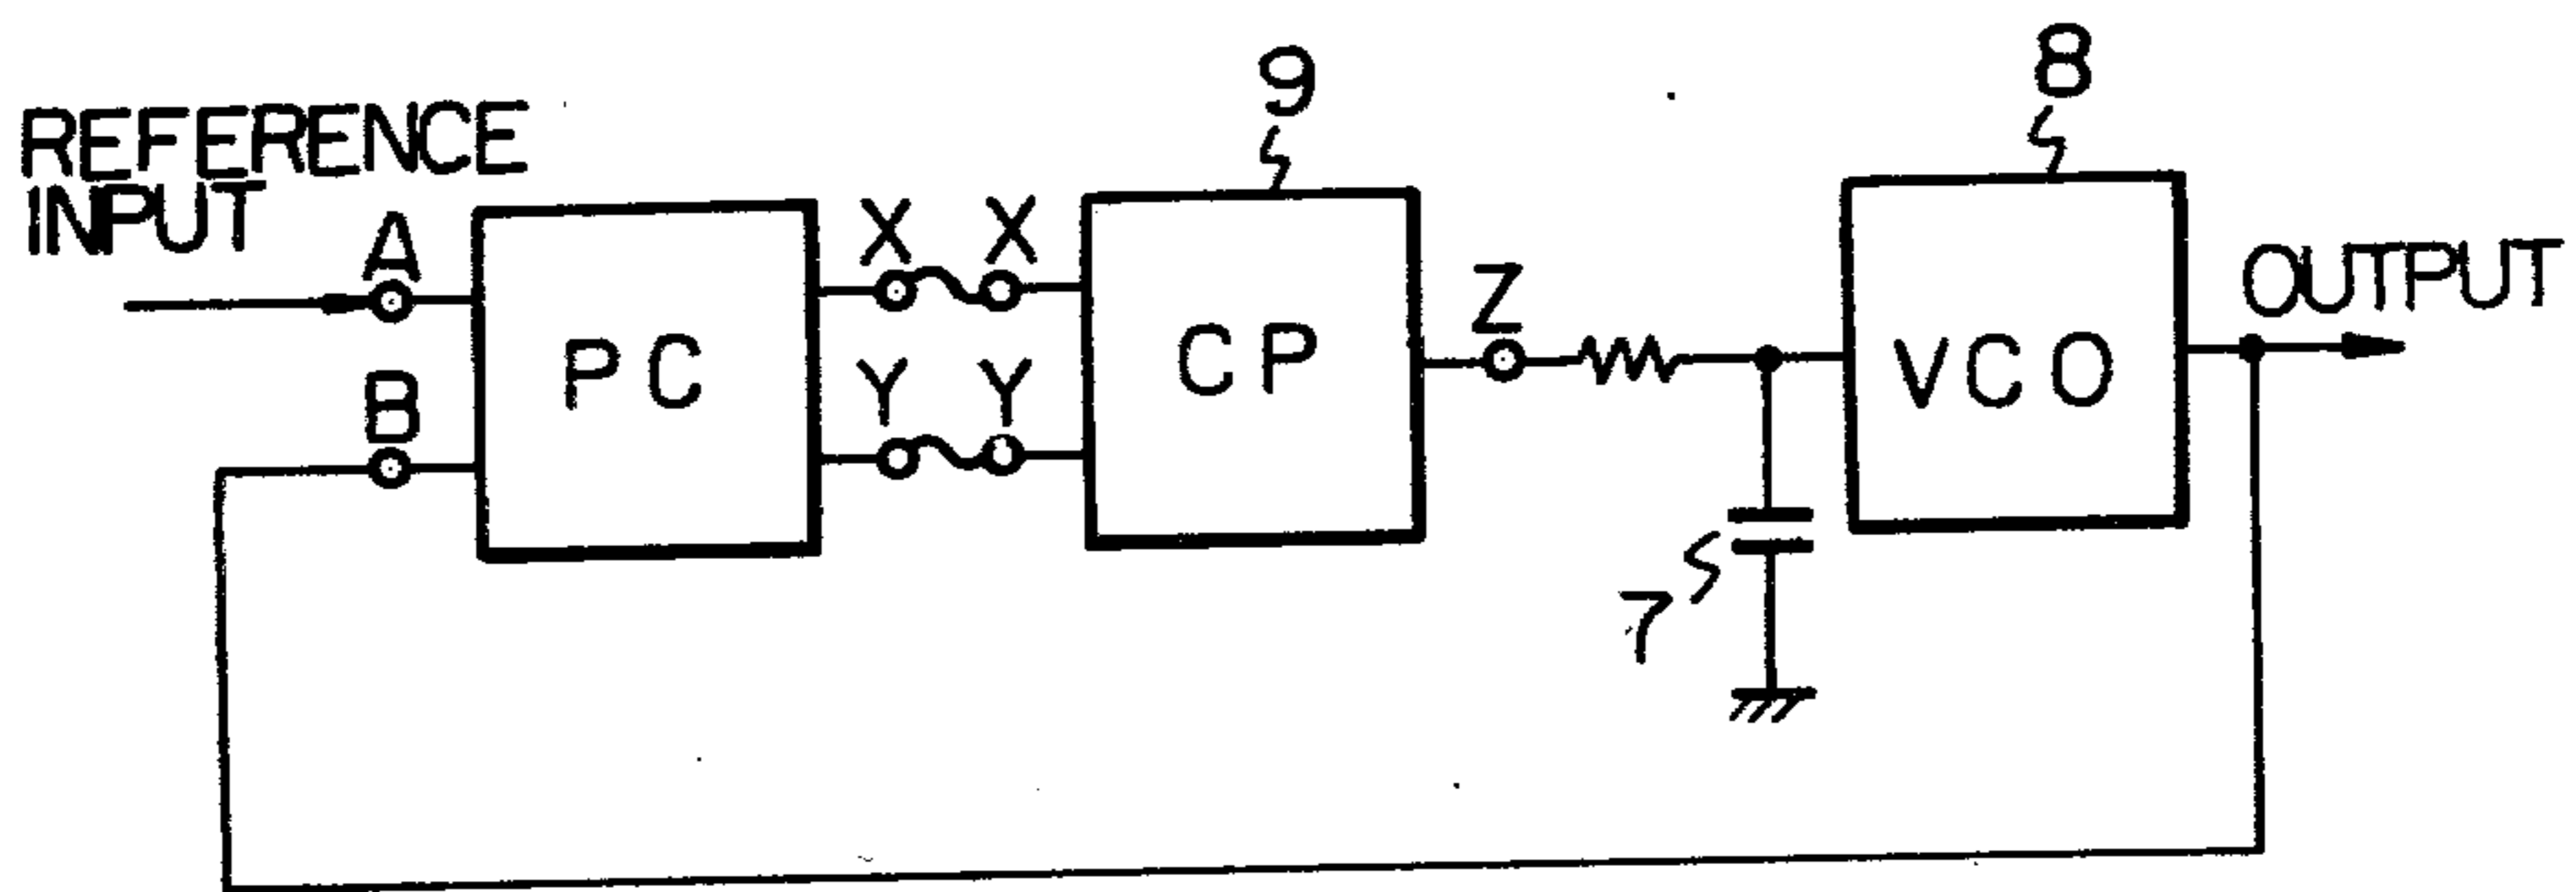 REFERENCE
INPUT
A
B
PC
X X
Y Y
9
CP
Z
7
8
VCO
OUTPUT